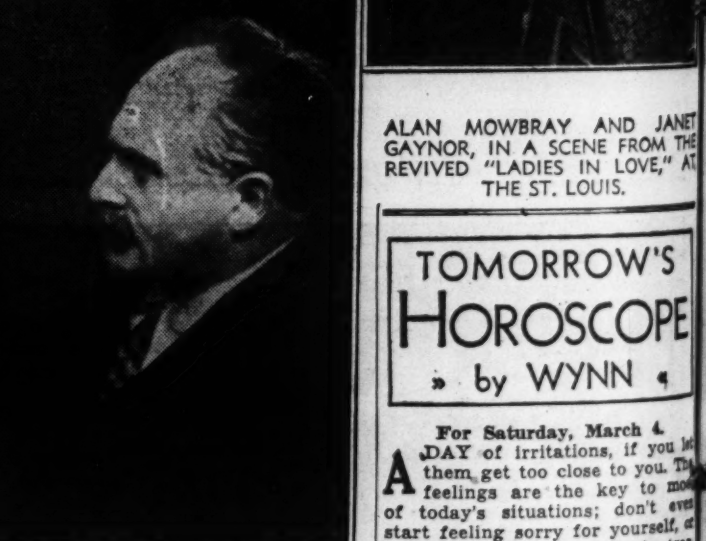 ALAN MOWBRAY AND JANET
GAYNOR, IN A SCENE FROM THE
REVIVED "LADIES IN LOVE," AT
THE ST. LOUIS.
TOMORROW'S
HOROSCOPE
» by WYNN «
For Saturday, March 4.
A DAY of irritations, if you let
them get too close to you. The
feelings are the key to most
of today's situations; don't even
start feeling sorry for yourself, or